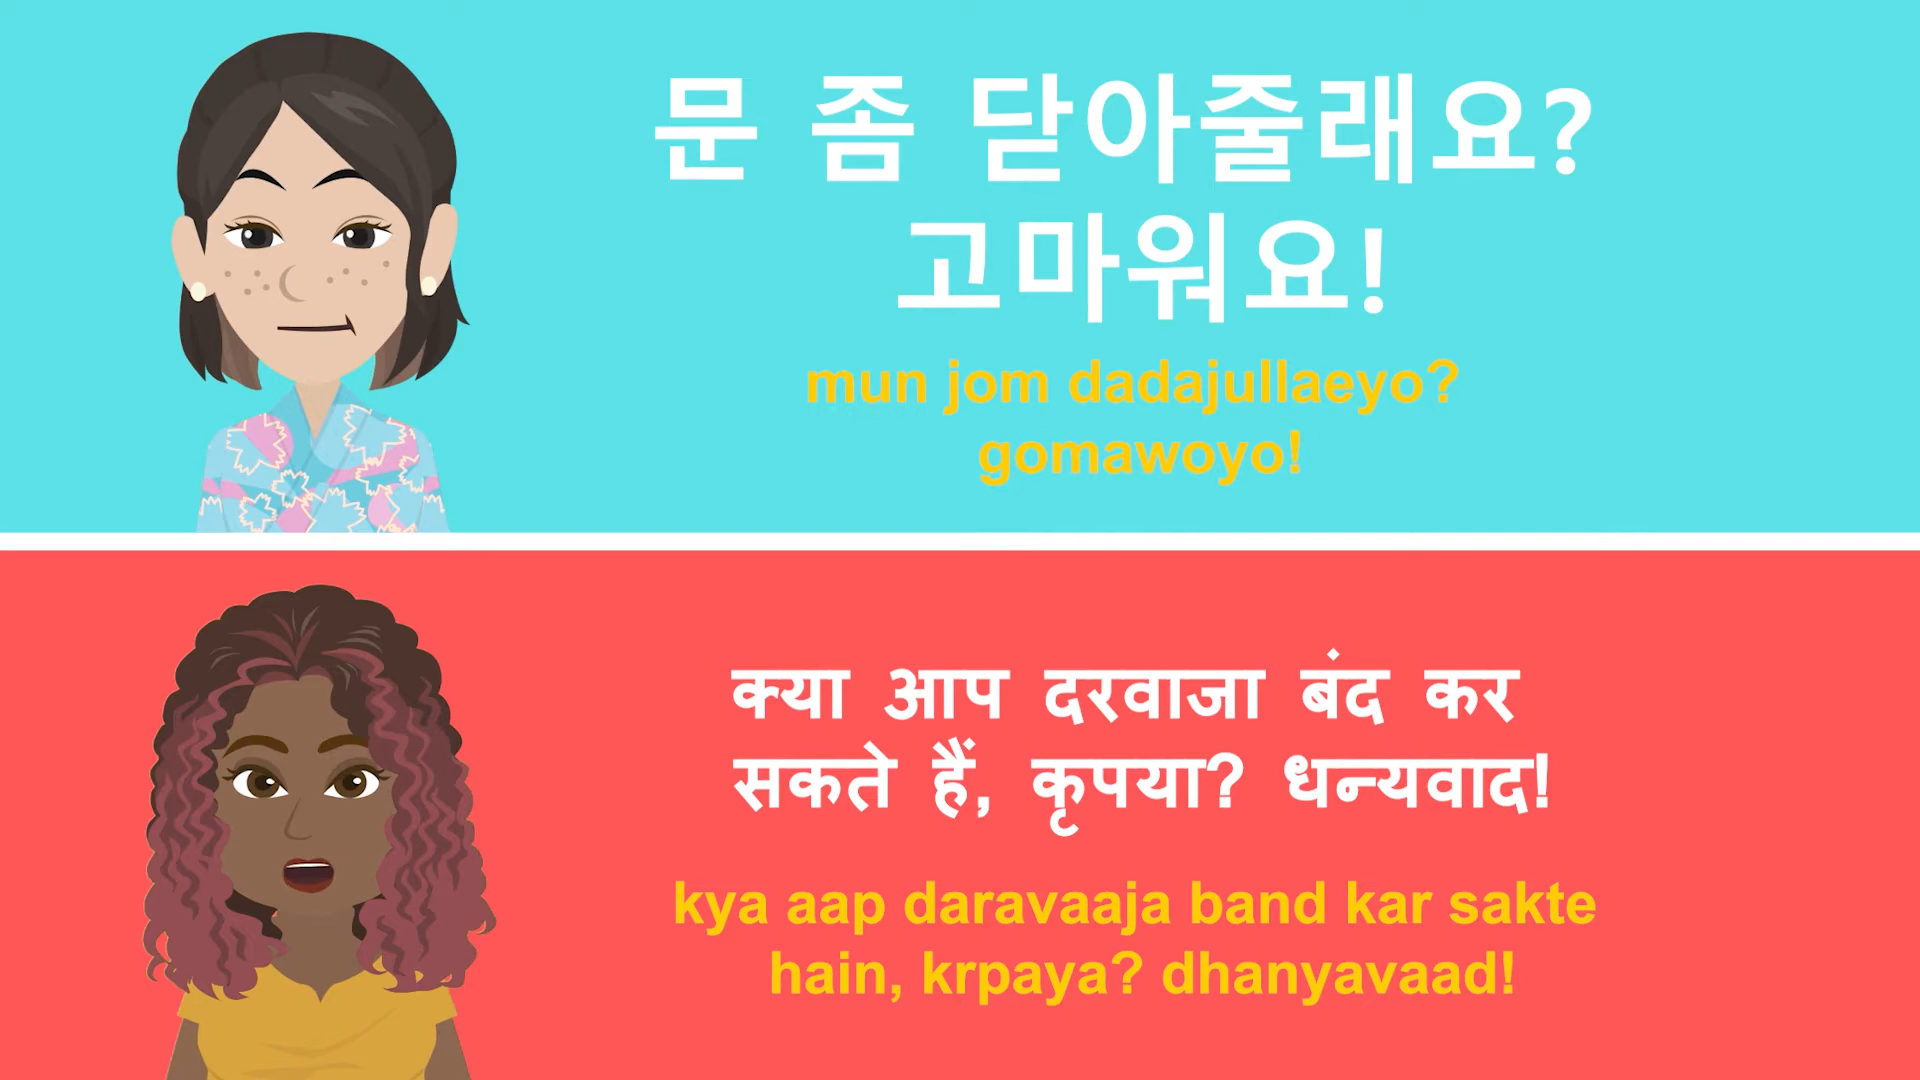 문 좀 닫아줄래요?
고마워요!
mun jom dadajullaeyo?
gomawoyo!
क्या आप दरवाजा बंद कर
सकते हैं, कृपया? धन्यवाद!
kya aap daravaaja band kar sakte
hain, krpaya? dhanyavaad!